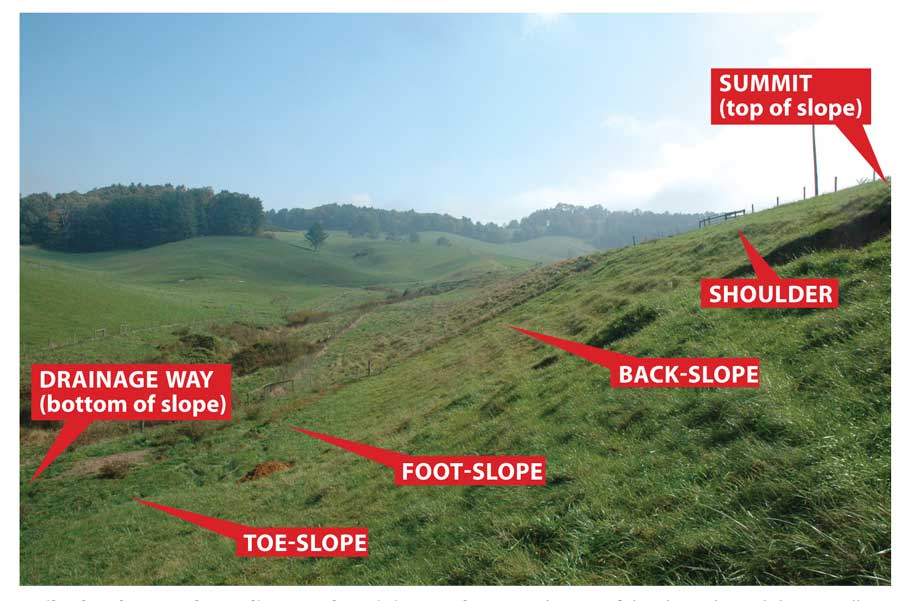 SUMMIT
(top of slope)
SHOULDER
BACK-SLOPE
DRAINAGE WAY
(bottom of slope)
FOOT-SLOPE
TOE-SLOPE